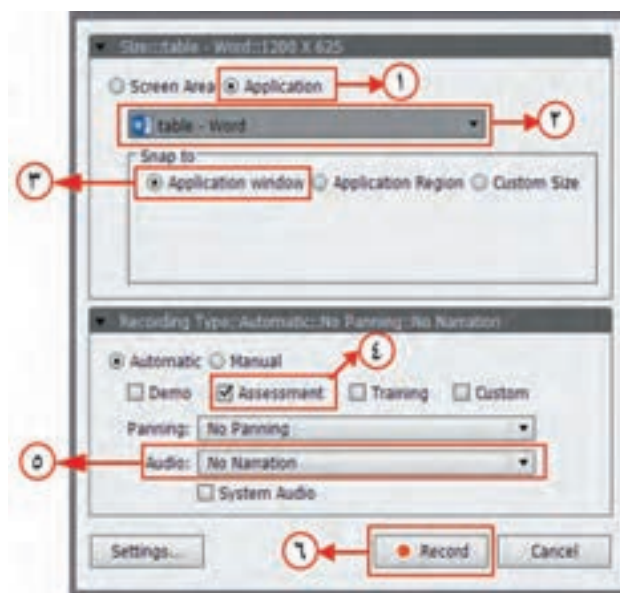 Size::table - Word::1200 X 625
Screen Area Application ١
table - Word ٢
Snap to
٣ Application window Application Region Custom Size
Recording Type::Automatic::No Panning::No Narration
Automatic Manual ٤
Demo Assessment Training Custom
Panning: No Panning
٥ Audio: No Narration
System Audio
Settings... ٦ Record Cancel